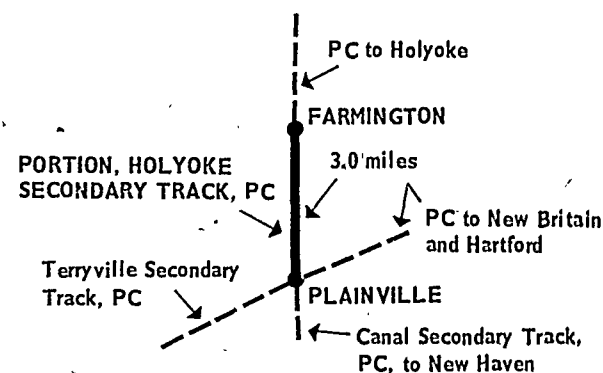 PC to Holyoke
FARMINGTON
PORTION, HOLYOKE
SECONDARY TRACK, PC
3.0 miles
PC to New Britain
and Hartford
Terryville Secondary
Track, PC
PLAINVILLE
Canal Secondary Track,
PC, to New Haven